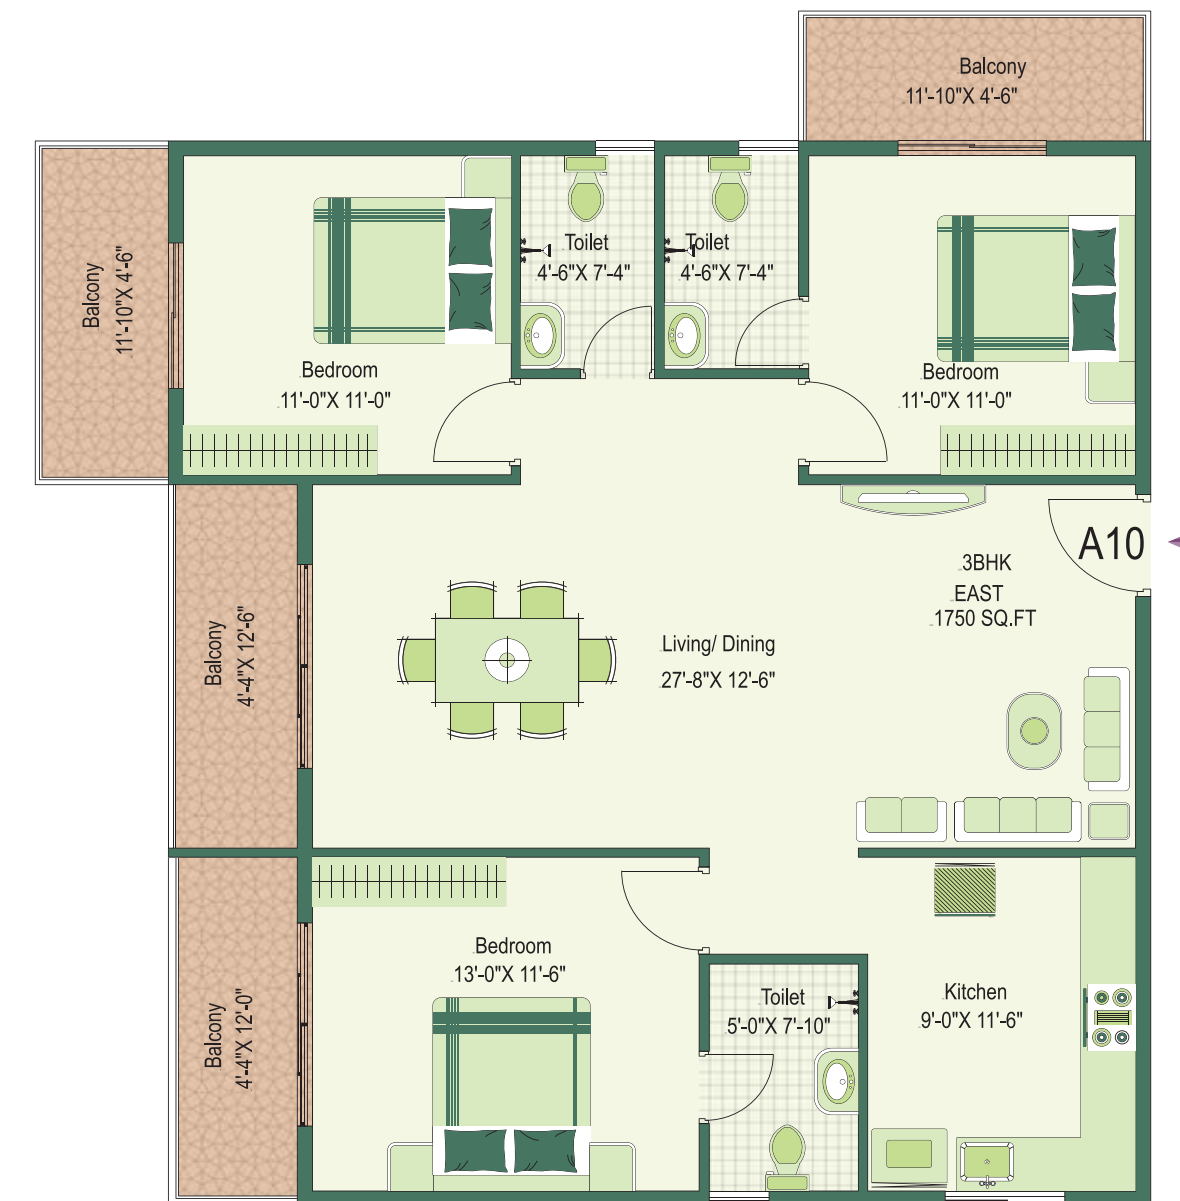 Balcony
11'-10"X 4'-6"
Balcony
11'-10"X 4'-6"
Toilet
4'-6"X 7'-4"
Toilet
4'-6"X 7'-4"
Bedroom
11'-0"X 11'-0"
Bedroom
11'-0"X 11'-0"
A10
3BHK
EAST
1750 SQ.FT
Balcony
4'-4"X 12'-6"
Living/ Dining
27'-8"X 12'-6"
Bedroom
13'-0"X 11'-6"
Toilet
5'-0"X 7'-10"
Kitchen
9'-0"X 11'-6"
Balcony
4'-4"X 12'-0"